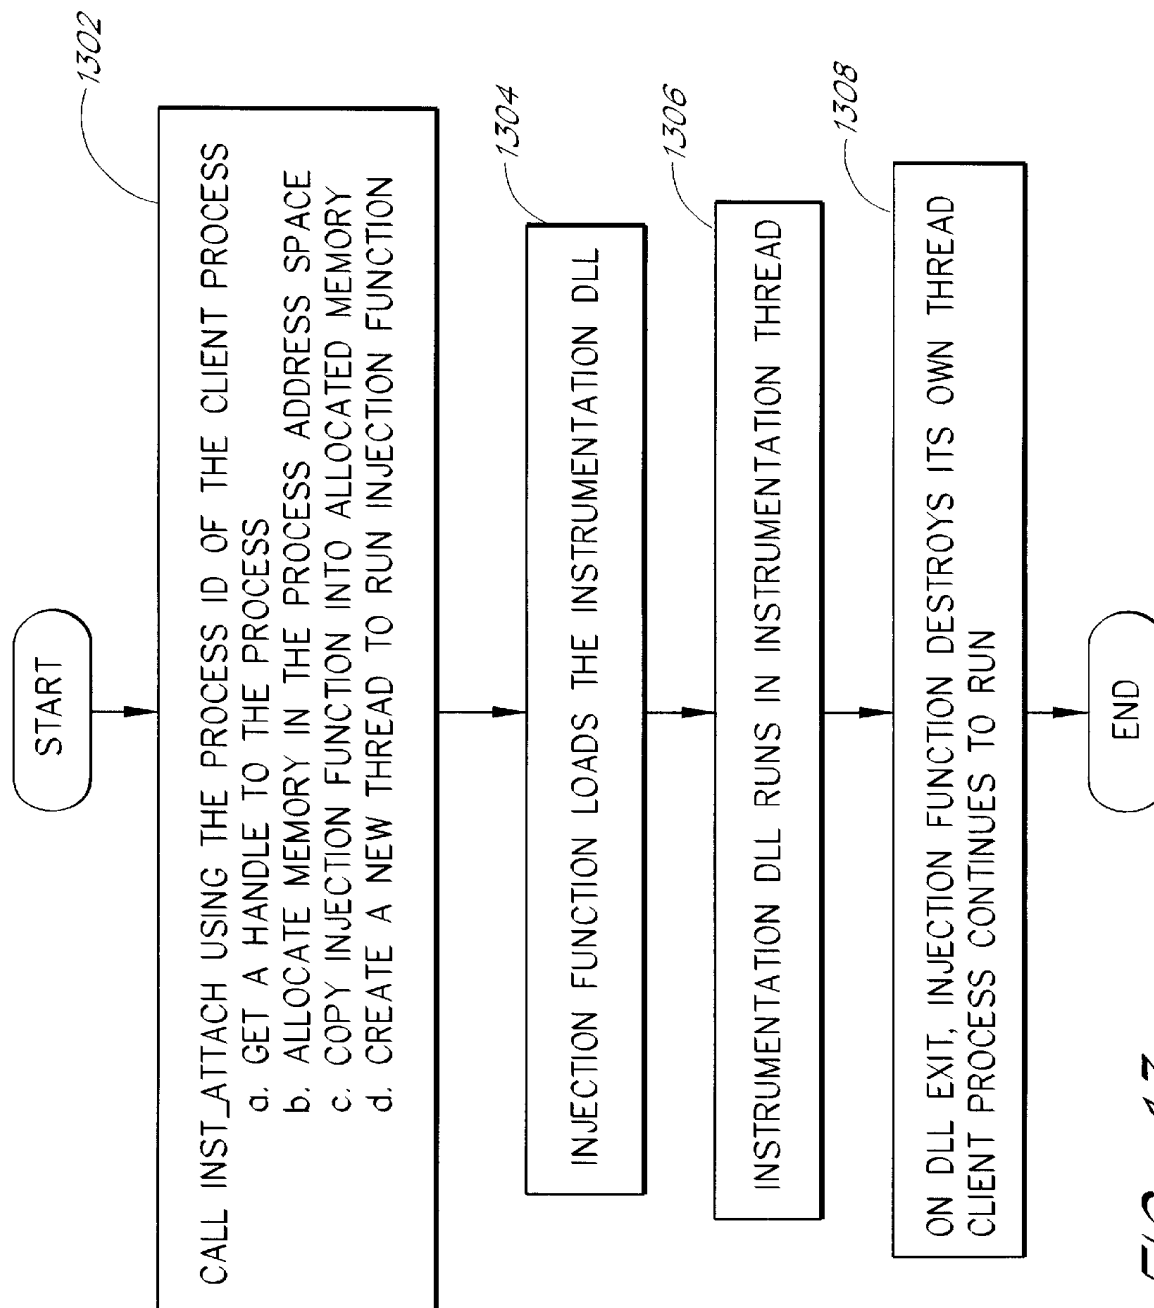 START
1302
CALL INST_ATTACH USING THE PROCESS ID OF THE CLIENT PROCESS
a. GET A HANDLE TO THE PROCESS
b. ALLOCATE MEMORY IN THE PROCESS ADDRESS SPACE
c. COPY INJECTION FUNCTION INTO ALLOCATED MEMORY
d. CREATE A NEW THREAD TO RUN INJECTION FUNCTION
1304
INJECTION FUNCTION LOADS THE INSTRUMENTATION DLL
1306
INSTRUMENTATION DLL RUNS IN INSTRUMENTATION THREAD
1308
ON DLL EXIT, INJECTION FUNCTION DESTROYS ITS OWN THREAD
CLIENT PROCESS CONTINUES TO RUN
END